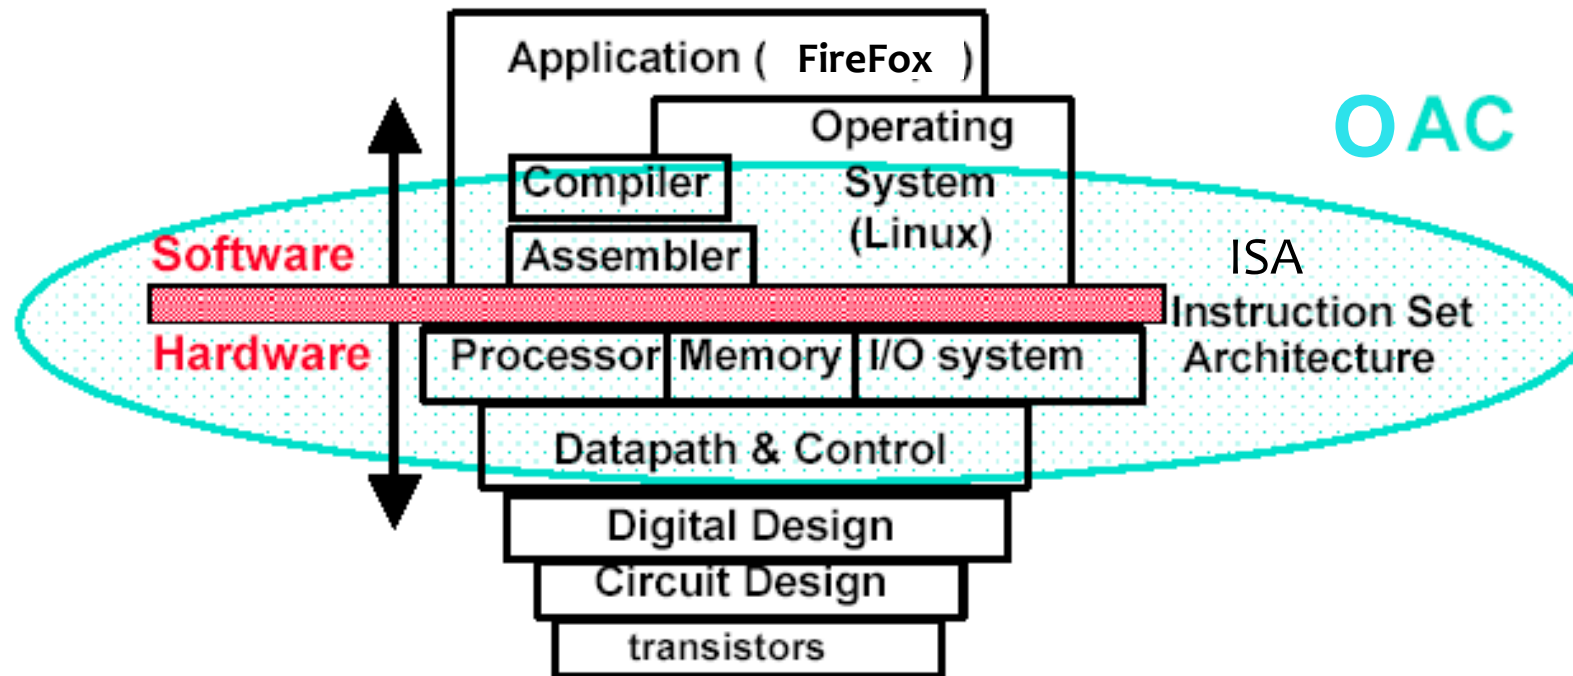 Application ( FireFox )
Operating
O AC
Compiler
System
(Linux)
Software
Assembler
ISA
Instruction Set
Architecture
Hardware
Processor
Memory
I/O system
Datapath & Control
Digital Design
Circuit Design
transistors